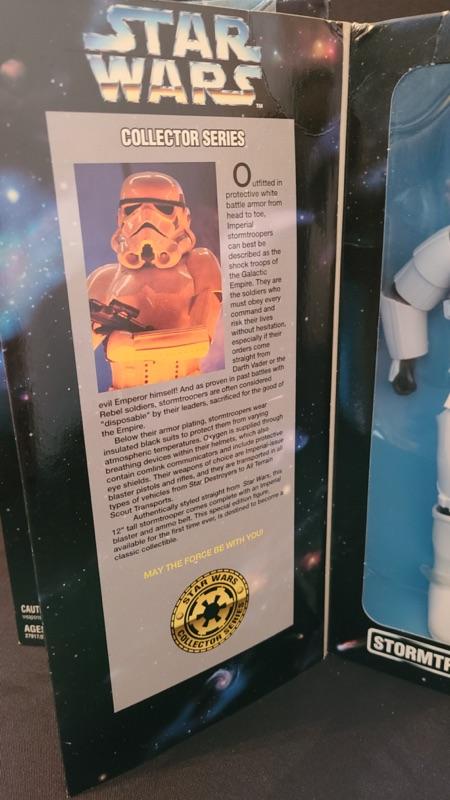 STAR
WARS
™
COLLECTOR SERIES
Outfitted in
protective white
battle armor from
head to toe,
Imperial
stormtroopers
can best be
described as the
shock troops of
the Galactic
Empire. They are
the soldiers who
must obey every
command and
risk their lives
without hesitation,
especially if their
orders come
straight from
Darth Vader or the
evil Emperor himself! And as proven in past battles with
Rebel soldiers, stormtroopers are often considered
"disposable" by their leaders, sacrificed for the good of
the Empire.
Below their armor plating, stormtroopers wear
insulated black suits to protect them from varying
atmospheric temperatures. Oxygen is supplied through
breathing devices within their helmets, which also
contain comlink communicators and include protective
eye shields. Their weapons of choice are Imperial-issue
blaster pistols and rifles, and they are transported in all
types of vehicles from Star Destroyers to All Terrain
Scout Transports.
Authentically styled straight from Star Wars, this
12" tall stormtrooper comes complete with an Imperial
blaster and ammo belt. This special edition figure,
available for the first time ever, is destined to become a
classic collectible.
MAY THE FORCE BE WITH YOU!
STAR WARS
COLLECTOR SERIES
CAUT
AGE
STORMTR